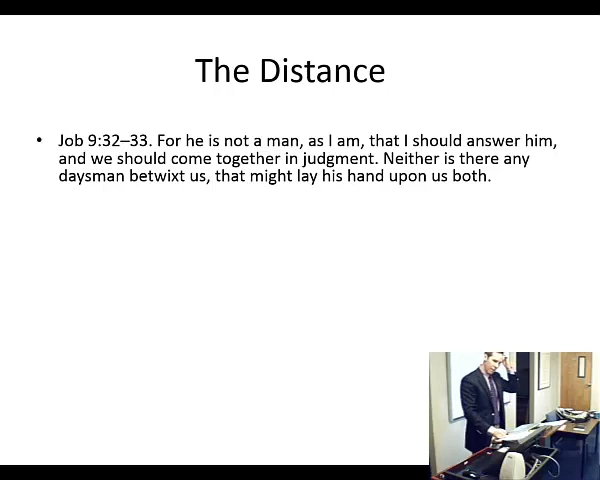 The Distance
• Job 9:32–33. For he is not a man, as I am, that I should answer him,
and we should come together in judgment. Neither is there any
daysman betwixt us, that might lay his hand upon us both.